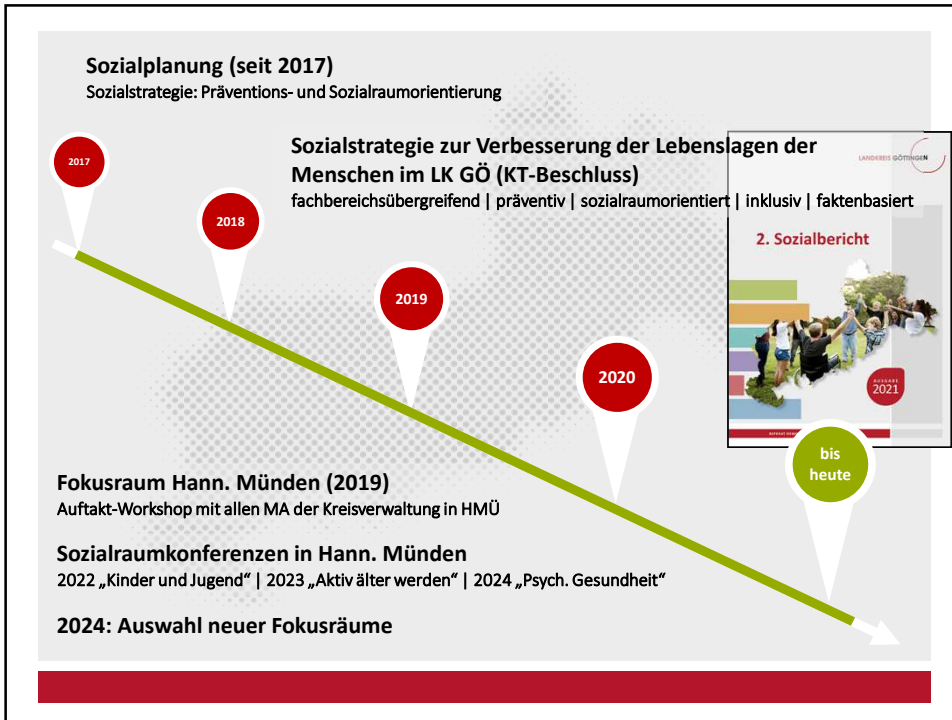 Sozialplanung (seit 2017)
Sozialstrategie: Präventions- und Sozialraumorientierung
2017
Sozialstrategie zur Verbesserung der Lebenslagen der
Menschen im LK GÖ (KT-Beschluss)
fachbereichsübergreifend | präventiv | sozialraumorientiert | inklusiv | faktenbasiert
LANDKREIS GÖTTINGEN
2018
2. Sozialbericht
2019
2020
AUSGABE
2021
bis
heute
Fokusraum Hann. Münden (2019)
Auftakt-Workshop mit allen MA der Kreisverwaltung in HMÜ
Sozialraumkonferenzen in Hann. Münden
2022 „Kinder und Jugend“ | 2023 „Aktiv älter werden“ | 2024 „Psych. Gesundheit“
2024: Auswahl neuer Fokusräume